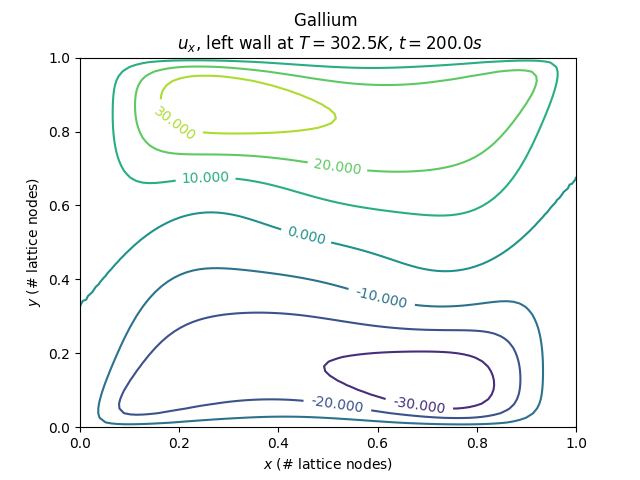 Gallium
u_x, left wall at T = 302.5K, t = 200.0s
1.0
0.8
0.6
0.4
0.2
0.0
y (# lattice nodes)
30.000
20.000
10.000
0.000
-10.000
-20.000
-30.000
0.0 0.2 0.4 0.6 0.8 1.0
x (# lattice nodes)